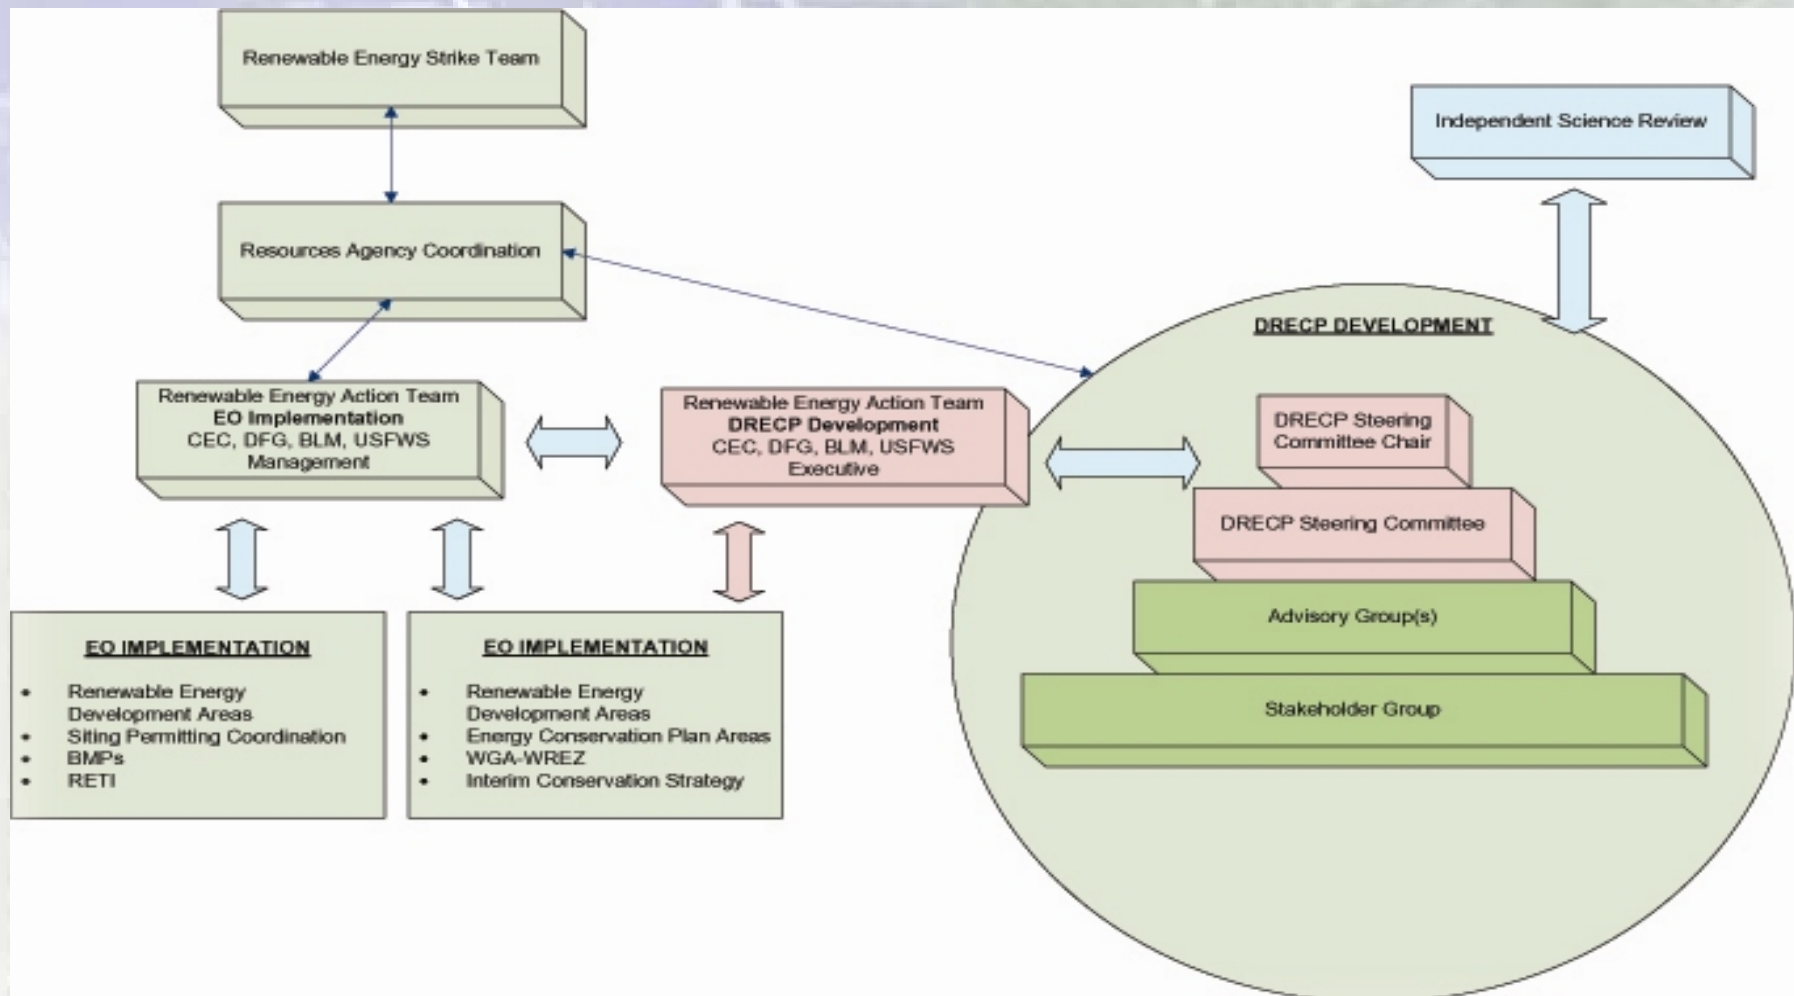 Renewable Energy Strike Team
Independent Science Review
Resources Agency Coordination
DRECP DEVELOPMENT
Renewable Energy Action Team
EO Implementation
CEC, DFG, BLM, USFWS
Management
Renewable Energy Action Team
DRECP Development
CEC, DFG, BLM, USFWS
Executive
DRECP Steering
Committee Chair
DRECP Steering Committee
Advisory Group(s)
Stakeholder Group
EO IMPLEMENTATION
• Renewable Energy
Development Areas
• Siting Permitting Coordination
• BMPs
• RETI
EO IMPLEMENTATION
• Renewable Energy
Development Areas
• Energy Conservation Plan Areas
• WGA-WREZ
• Interim Conservation Strategy